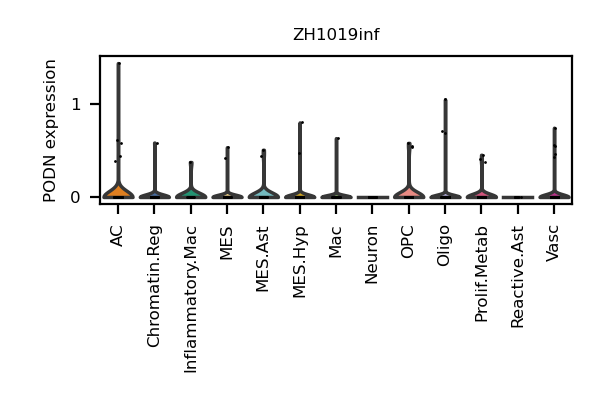 ZH1019inf
PODN expression
1
0
AC
Chromatin.Reg
Inflammatory.Mac
MES
MES.Ast
MES.Hyp
Mac
Neuron
OPC
Oligo
Prolif.Metab
Reactive.Ast
Vasc